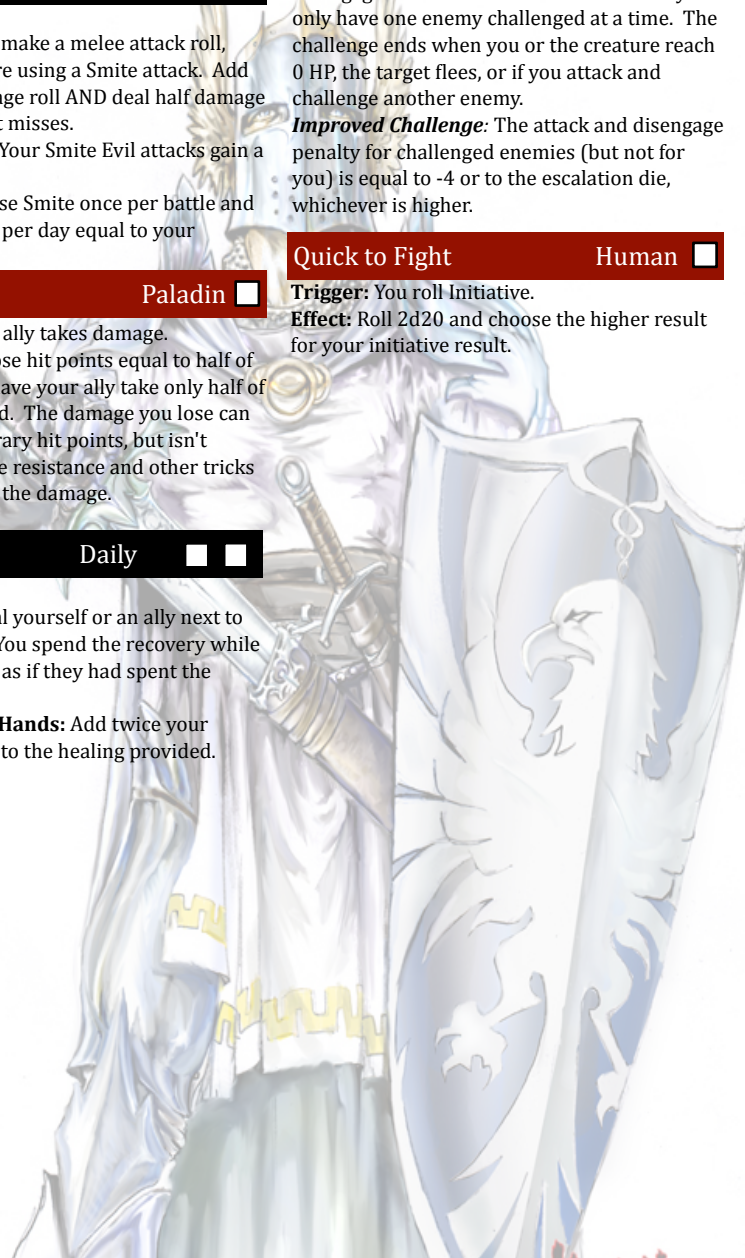 make a melee attack roll,
re using a Smite attack. Add
ge roll AND deal half damage
t misses.
Your Smite Evil attacks gain a
se Smite once per battle and
per day equal to your
Paladin
ally takes damage.
ose hit points equal to half of
ave your ally take only half of
d. The damage you lose can
rary hit points, but isn't
e resistance and other tricks
the damage.
Daily
al yourself or an ally next to
You spend the recovery while
as if they had spent the
Hands: Add twice your
to the healing provided.
only have one enemy challenged at a time. The
challenge ends when you or the creature reach
0 HP, the target flees, or if you attack and
challenge another enemy.
Improved Challenge: The attack and disengage
penalty for challenged enemies (but not for
you) is equal to -4 or to the escalation die,
whichever is higher.
Quick to Fight Human
Trigger: You roll Initiative.
Effect: Roll 2d20 and choose the higher result
for your initiative result.